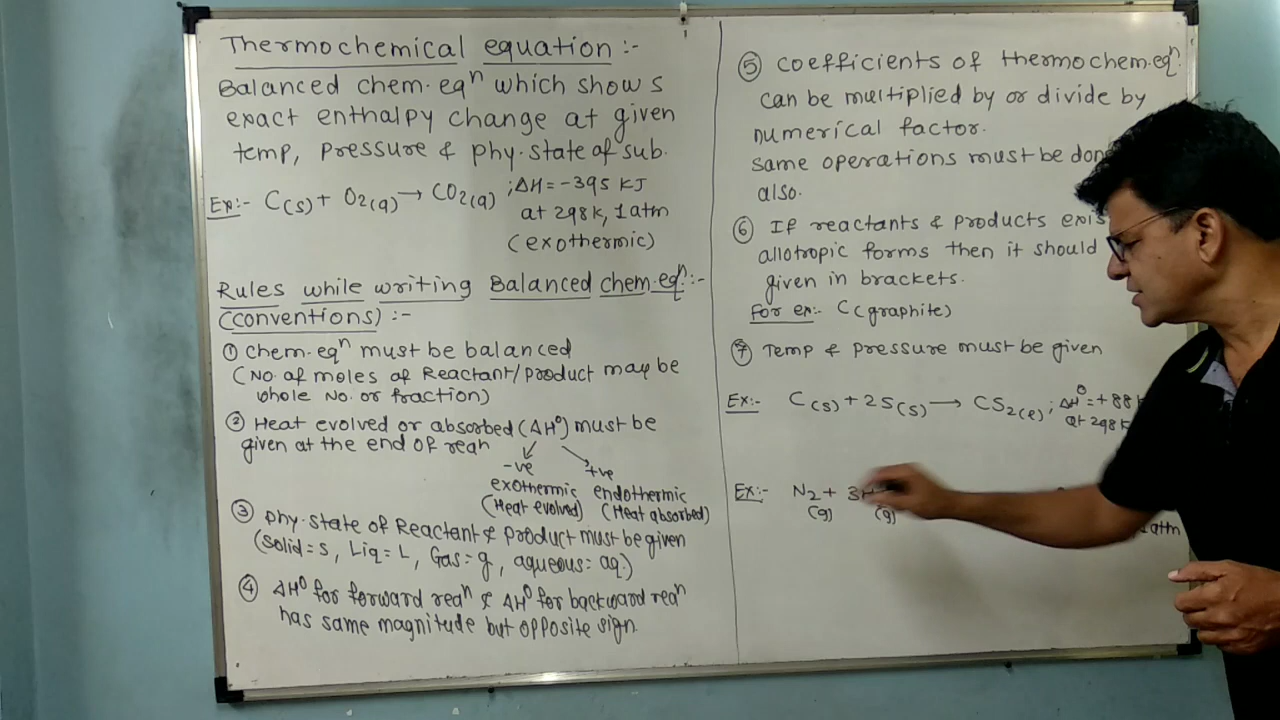 Thermochemical equation :-
Balanced chem. eqⁿ which shows
exact enthalpy change at given
temp, pressure & phy. state of sub.
Ex:- C(s) + O₂(g) → CO₂(g) ; ΔH = -395 KJ
at 298K, 1atm
(exothermic)
Rules while writing Balanced chem. eqⁿ :-
(conventions) :-
① chem. eqⁿ must be balanced
(No. of moles of Reactant/product may be
whole No. or fraction)
② Heat evolved or absorbed (ΔH⁰) must be
given at the end of reaⁿ
-ve +ve
exothermic endothermic
(Heat evolved) (Heat absorbed)
③ phy. state of Reactant & product must be given
(solid = s, Liq = L, Gas = g, aqueous = aq.)
④ ΔH⁰ for forward reaⁿ & ΔH⁰ for backward reaⁿ
has same magnitude but opposite sign
⑤ coefficients of thermochem. eqⁿ.
can be multiplied by or divide by
numerical factor.
same operations must be don
also.
⑥ If reactants & products exis
allotropic forms then it should
given in brackets.
For ex:- C(graphite)
⑦ Temp & pressure must be given
Ex:- C(s) + 2S(s) → CS₂(l) ; ΔH⁰ = +88
at 298K
Ex:- N₂ + 3H
(g) (g)
1atm